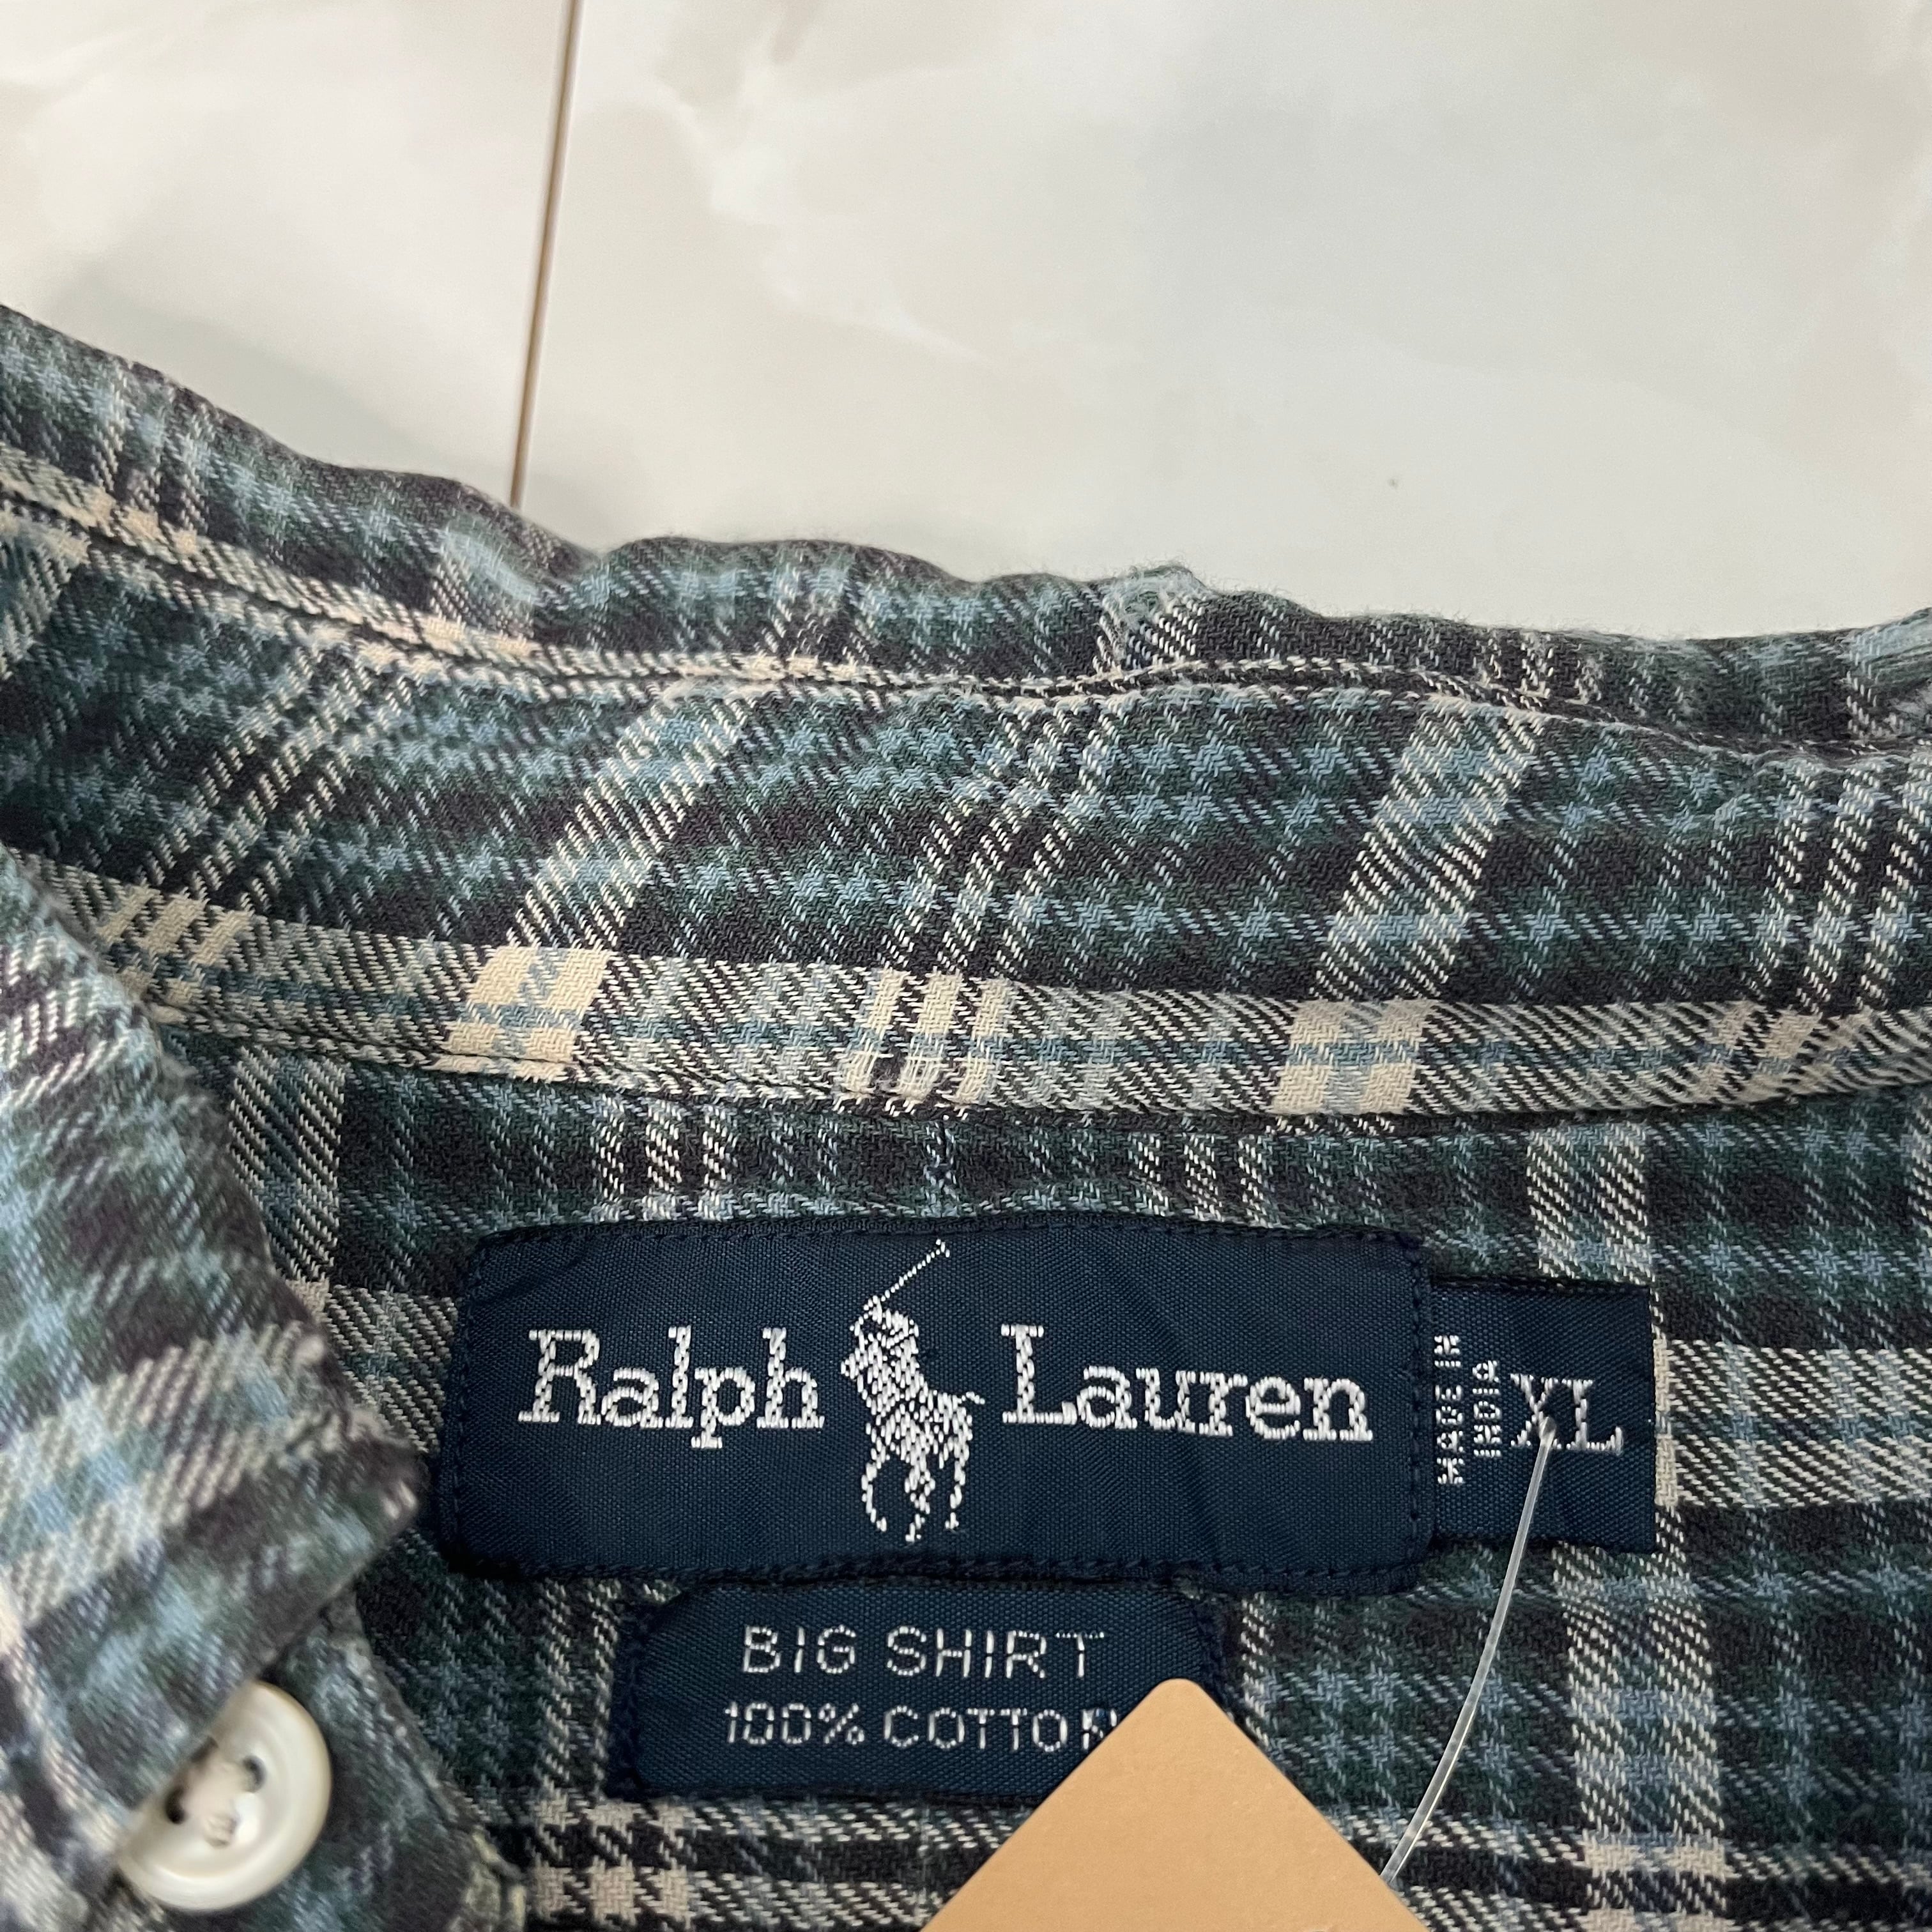 Ralph Lauren
MADE IN
INDIA
XL
BIG SHIRT
100% COTTON